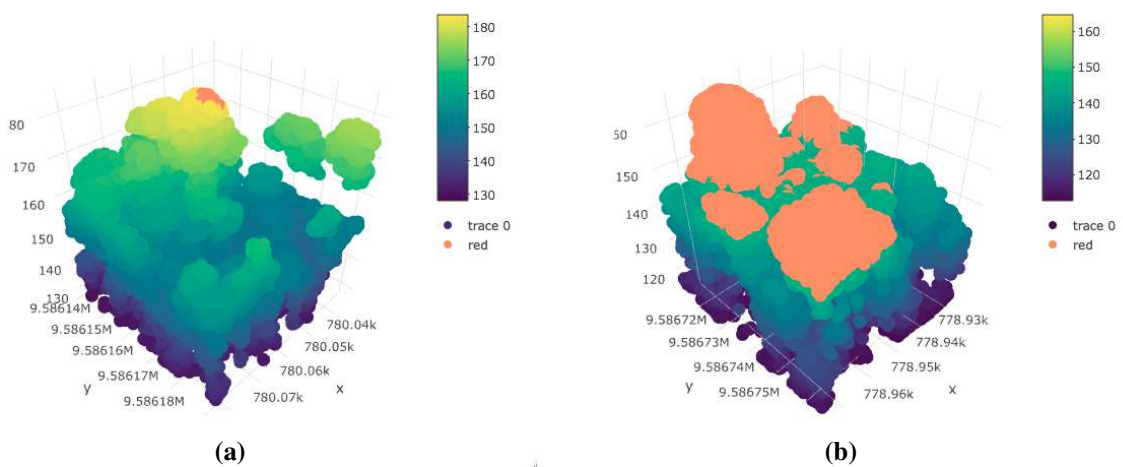 180
170
160
150
140
130
trace 0
red
80
170
160
150
140
130
9.58614M
9.58615M
9.58616M
9.58617M
9.58618M
y
780.04k
780.05k
780.06k
780.07k
x
(a)
160
150
140
130
120
trace 0
red
50
150
140
130
120
9.58672M
9.58673M
9.58674M
9.58675M
y
778.93k
778.94k
778.95k
778.96k
x
(b)